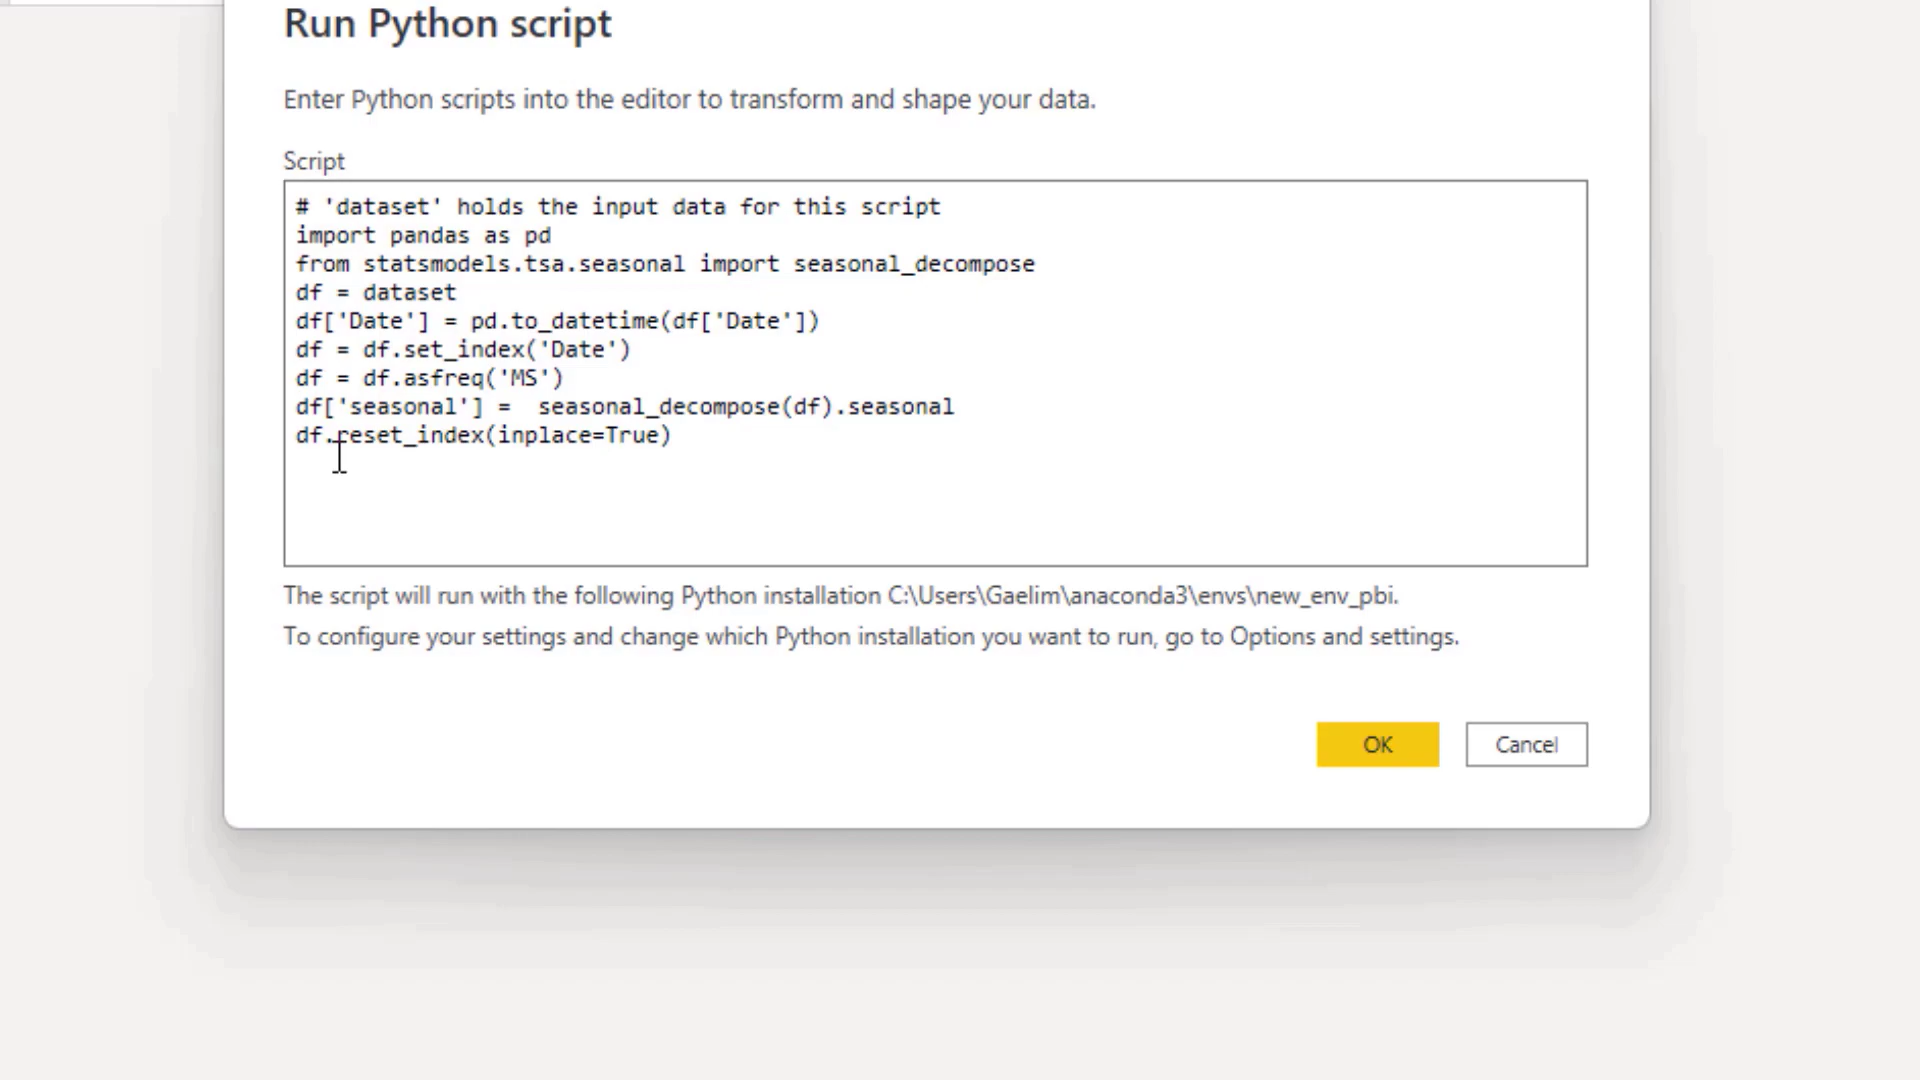 Run Python script
Enter Python scripts into the editor to transform and shape your data.
Script
# 'dataset' holds the input data for this script
import pandas as pd
from statsmodels.tsa.seasonal import seasonal_decompose
df = dataset
df['Date'] = pd.to_datetime(df['Date'])
df = df.set_index('Date')
df = df.asfreq('MS')
df['seasonal'] =  seasonal_decompose(df).seasonal
df.reset_index(inplace=True)
The script will run with the following Python installation C:\Users\Gaelim\anaconda3\envs\new_env_pbi.
To configure your settings and change which Python installation you want to run, go to Options and settings.
OK
Cancel